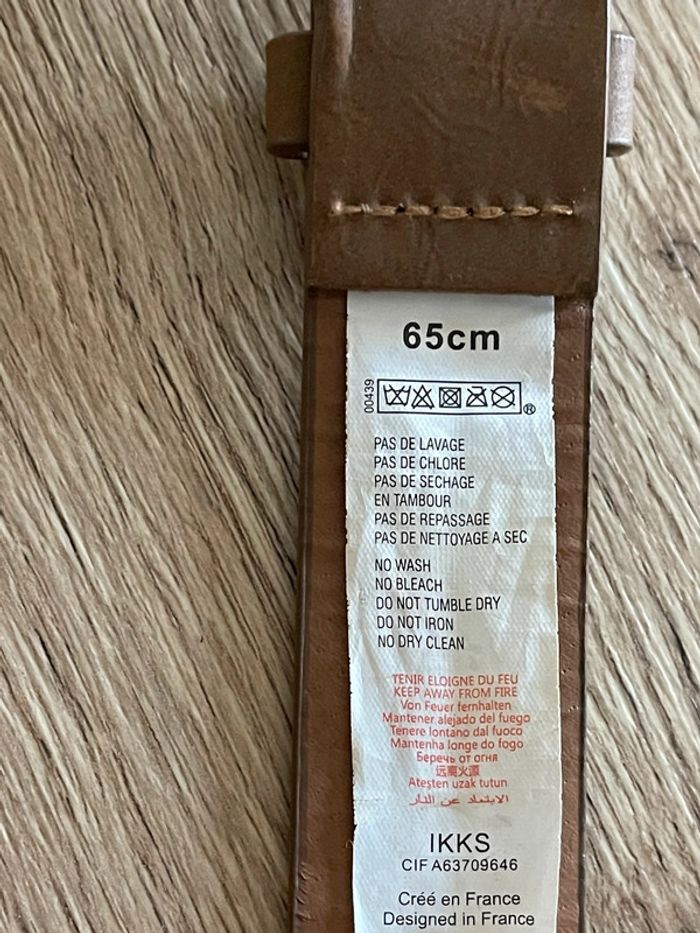 65cm
00439
®
PAS DE LAVAGE
PAS DE CHLORE
PAS DE SECHAGE
EN TAMBOUR
PAS DE REPASSAGE
PAS DE NETTOYAGE A SEC
NO WASH
NO BLEACH
DO NOT TUMBLE DRY
DO NOT IRON
NO DRY CLEAN
TENIR ELOIGNE DU FEU
KEEP AWAY FROM FIRE
Von Feuer fernhalten
Mantener alejado del fuego
Tenere lontano dal fuoco
Mantenha longe do fogo
Беречь от огня
远离火源
Atesten uzak tutun
الابتعاد عن النار
IKKS
CIF A63709646
Créé en France
Designed in France